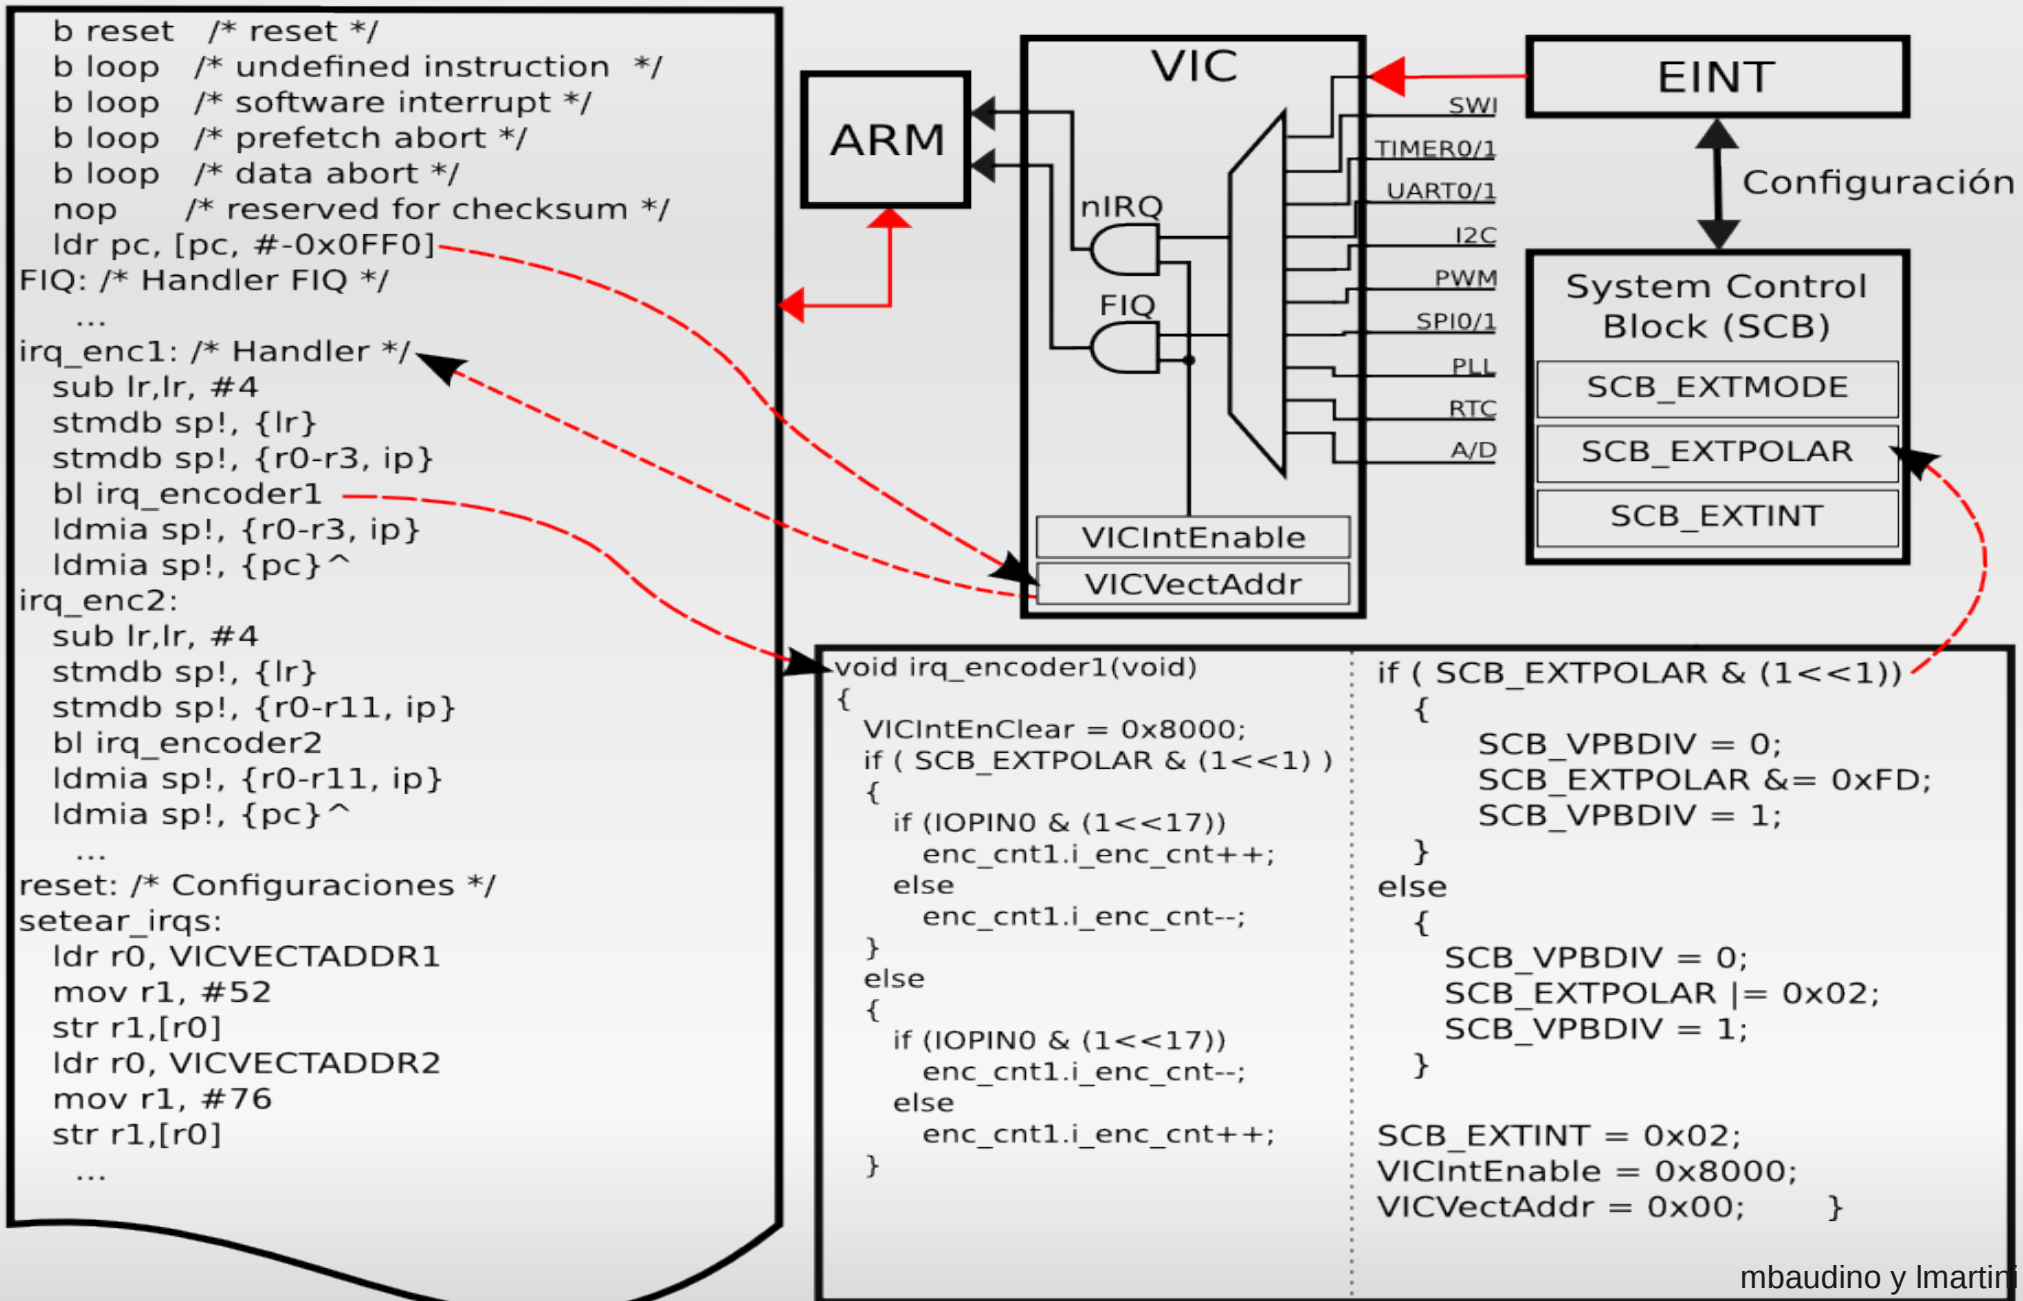 b reset /* reset */
b loop /* undefined instruction */
b loop /* software interrupt */
b loop /* prefetch abort */
b loop /* data abort */
nop /* reserved for checksum */
ldr pc, [pc, #-0x0FF0]
FIQ: /* Handler FIQ */
...
irq_enc1: /* Handler */
sub lr,lr, #4
stmdb sp!, {lr}
stmdb sp!, {r0-r3, ip}
bl irq_encoder1
ldmia sp!, {r0-r3, ip}
ldmia sp!, {pc}^
irq_enc2:
sub lr,lr, #4
stmdb sp!, {lr}
stmdb sp!, {r0-r11, ip}
bl irq_encoder2
ldmia sp!, {r0-r11, ip}
ldmia sp!, {pc}^
...
reset: /* Configuraciones */
setear_irqs:
ldr r0, VICVECTADDR1
mov r1, #52
str r1,[r0]
ldr r0, VICVECTADDR2
mov r1, #76
str r1,[r0]
...
ARM
VIC
nIRQ
FIQ
VICIntEnable
VICVectAddr
SWI
TIMER0/1
UART0/1
I2C
PWM
SPI0/1
PLL
RTC
A/D
EINT
Configuración
System Control
Block (SCB)
SCB_EXTMODE
SCB_EXTPOLAR
SCB_EXTINT
void irq_encoder1(void)
{
VICIntEnClear = 0x8000;
if ( SCB_EXTPOLAR & (1<<1) )
{
if (IOPIN0 & (1<<17))
enc_cnt1.i_enc_cnt++;
else
enc_cnt1.i_enc_cnt--;
}
else
{
if (IOPIN0 & (1<<17))
enc_cnt1.i_enc_cnt--;
else
enc_cnt1.i_enc_cnt++;
}
if ( SCB_EXTPOLAR & (1<<1))
{
SCB_VPBDIV = 0;
SCB_EXTPOLAR &= 0xFD;
SCB_VPBDIV = 1;
}
else
{
SCB_VPBDIV = 0;
SCB_EXTPOLAR |= 0x02;
SCB_VPBDIV = 1;
}
SCB_EXTINT = 0x02;
VICIntEnable = 0x8000;
VICVectAddr = 0x00; }
mbaudino y lmartini